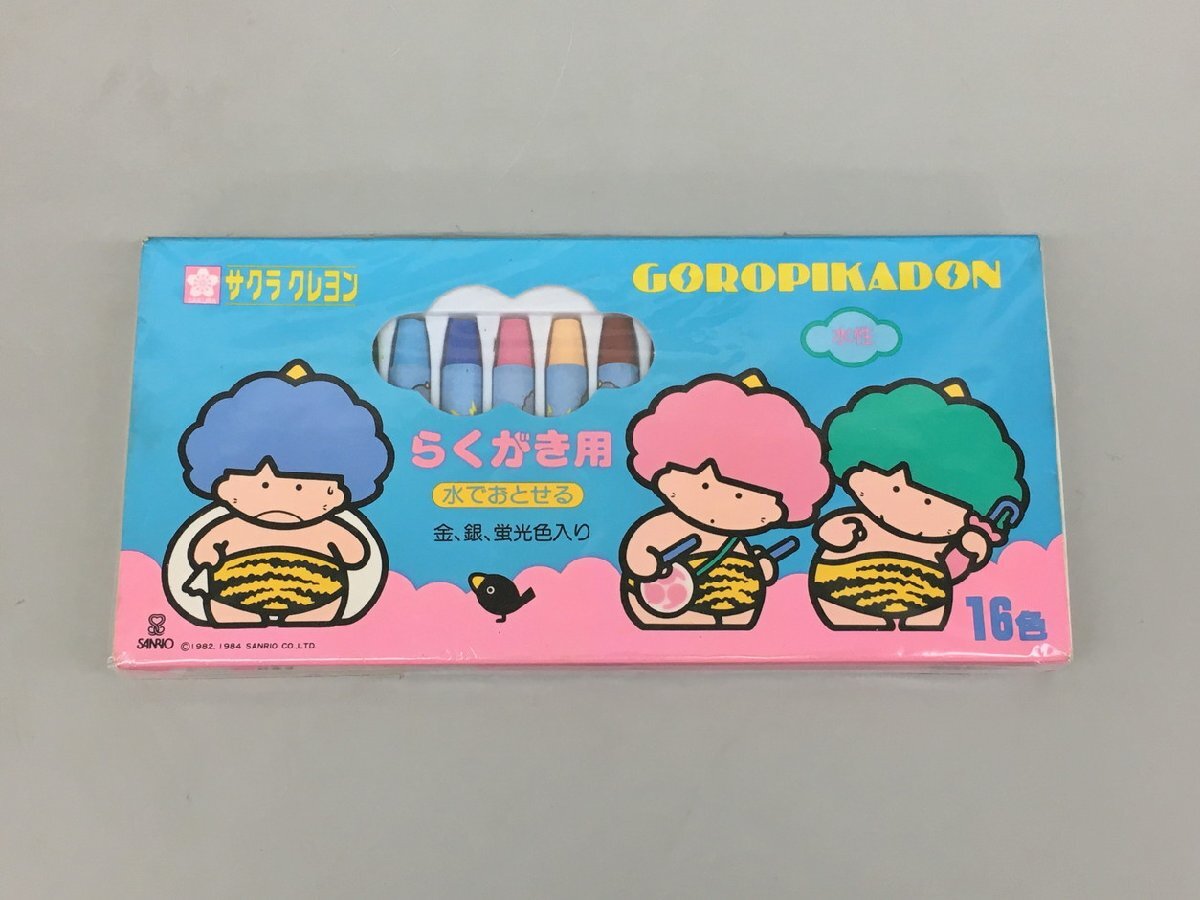 サクラ クレヨン
GOROPIKADON
水性
らくがき用
水でおとせる
金、銀、蛍光色入り
16色
SANRIO
©1982, 1984 SANRIO CO., LTD.